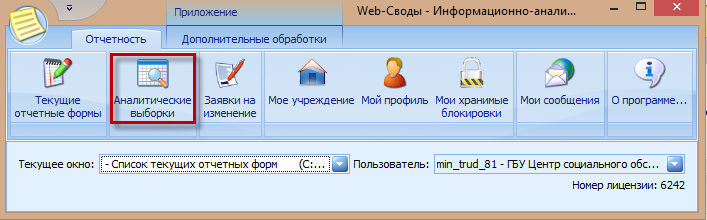 Приложение
Web-Своды - Информационно-анали...
Отчетность
Дополнительные обработки
Текущие
отчетные формы
Аналитические
выборки
Заявки на
изменение
Мое учреждение
Мой профиль
Мои хранимые
блокировки
Мои сообщения
О программе...
Текущее окно:
- Список текущих отчетных форм (C:...
Пользователь:
min_trud_81 - ГБУ Центр социального обс...
Номер лицензии: 6242